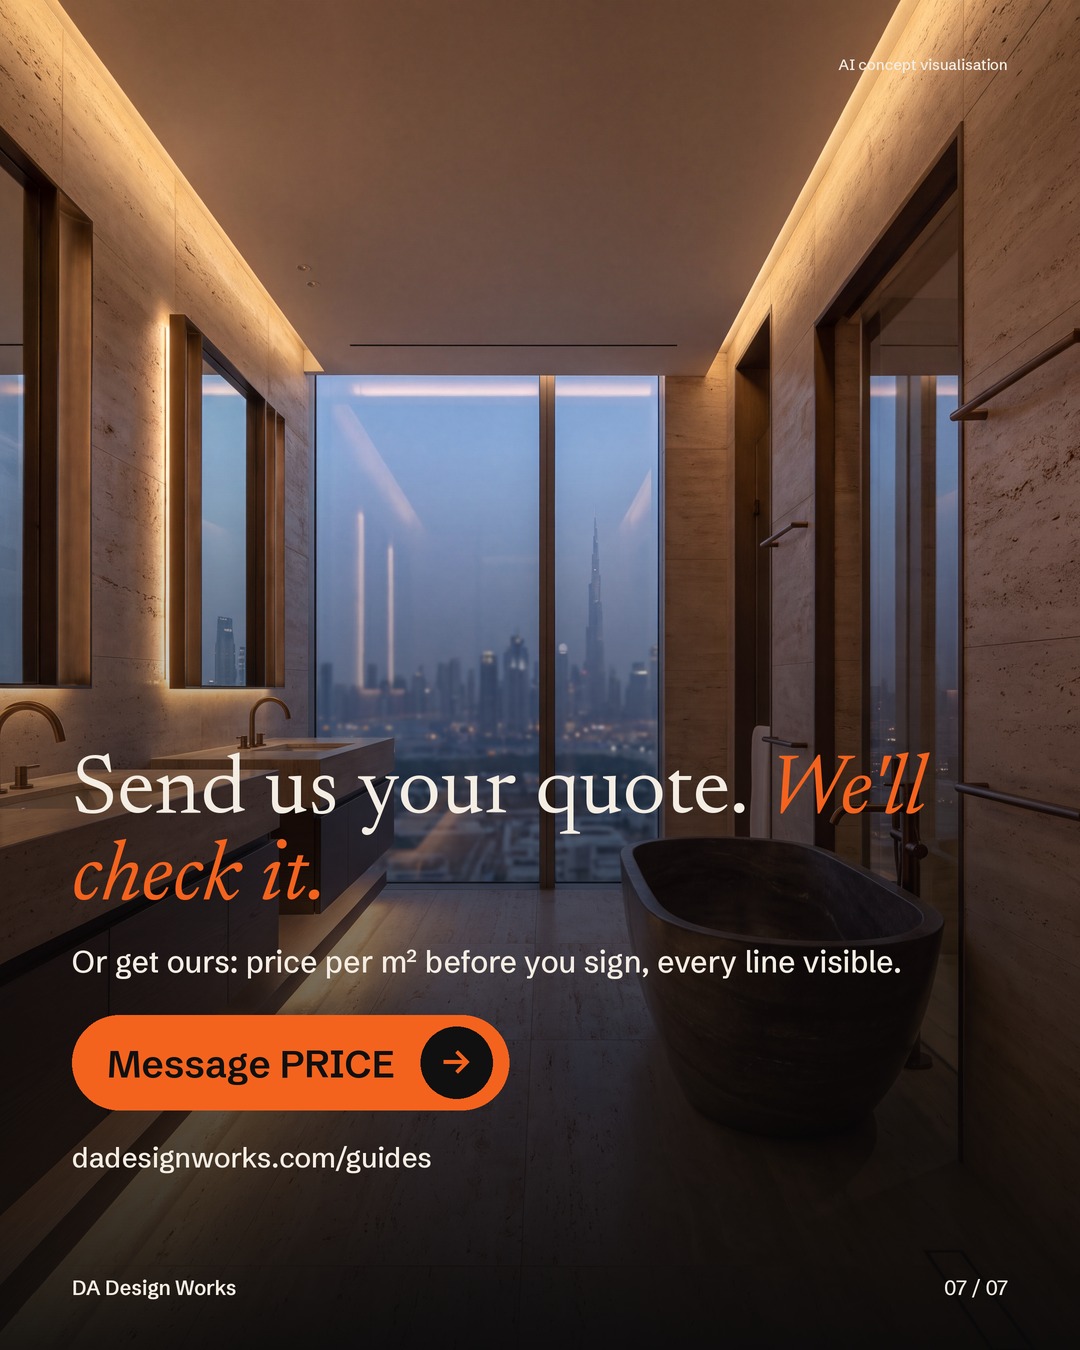 AI concept visualisation
Send us your quote. We'll
check it.
Or get ours: price per m² before you sign, every line visible.
Message PRICE
dadesignworks.com/guides
DA Design Works
07 / 07